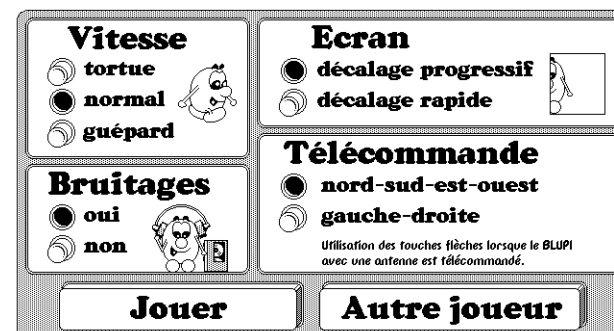 Vitesse
tortue
normal
guépard
Bruitages
oui
non
Ecran
décalage progressif
décalage rapide
Télécommande
nord-sud-est-ouest
gauche-droite
Utilisation des touches flèches lorsque le BLUPI
avec une antenne est télécommandé.
Jouer
Autre joueur